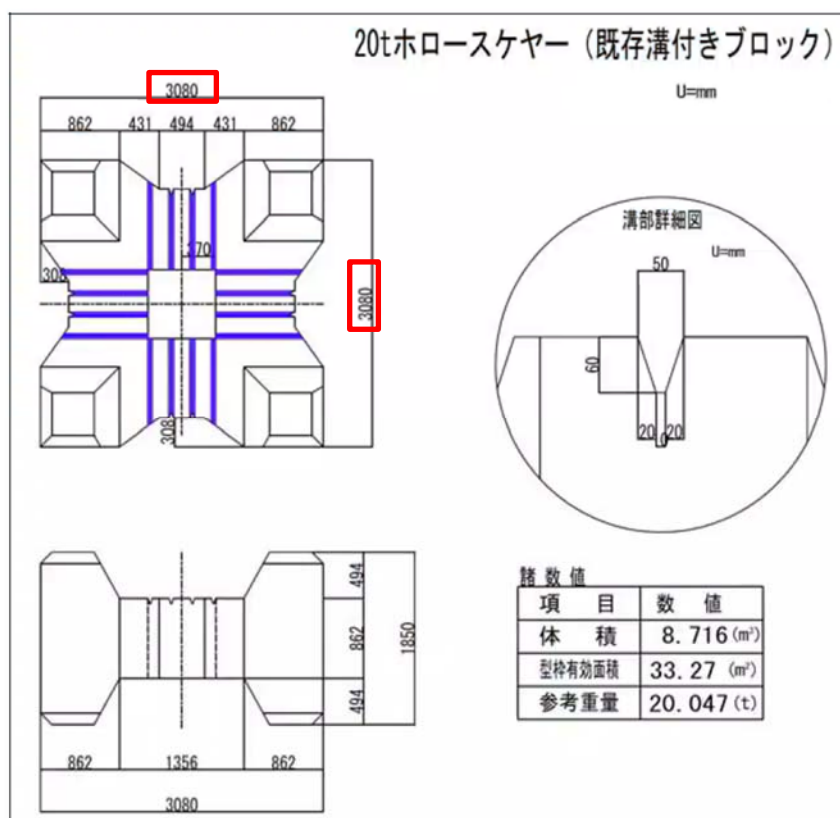 20tホロースケヤー（既存溝付きブロック）
U=mm
3080
862 431 494 431 862
370
308
3080
308
溝部詳細図
U=mm
50
60
20 10 20
494
862
1850
494
862 1356 862
3080
諸数値
項 目 数 値
体 積 8.716(m³)
型枠有効面積 33.27 (m²)
参考重量 20.047(t)